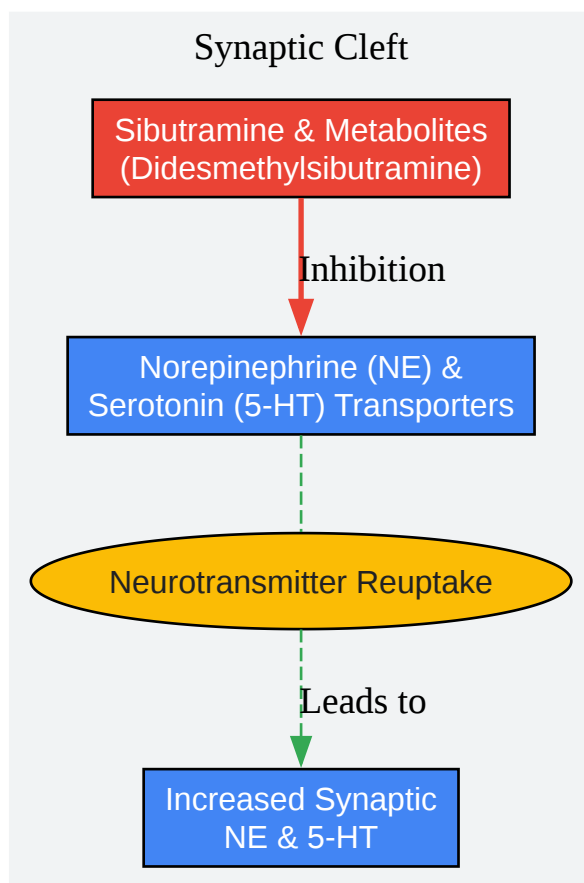 Synaptic Cleft
Sibutramine & Metabolites
(Didesmethylsibutramine)
Inhibition
Norepinephrine (NE) &
Serotonin (5-HT) Transporters
Neurotransmitter Reuptake
Leads to
Increased Synaptic
NE & 5-HT